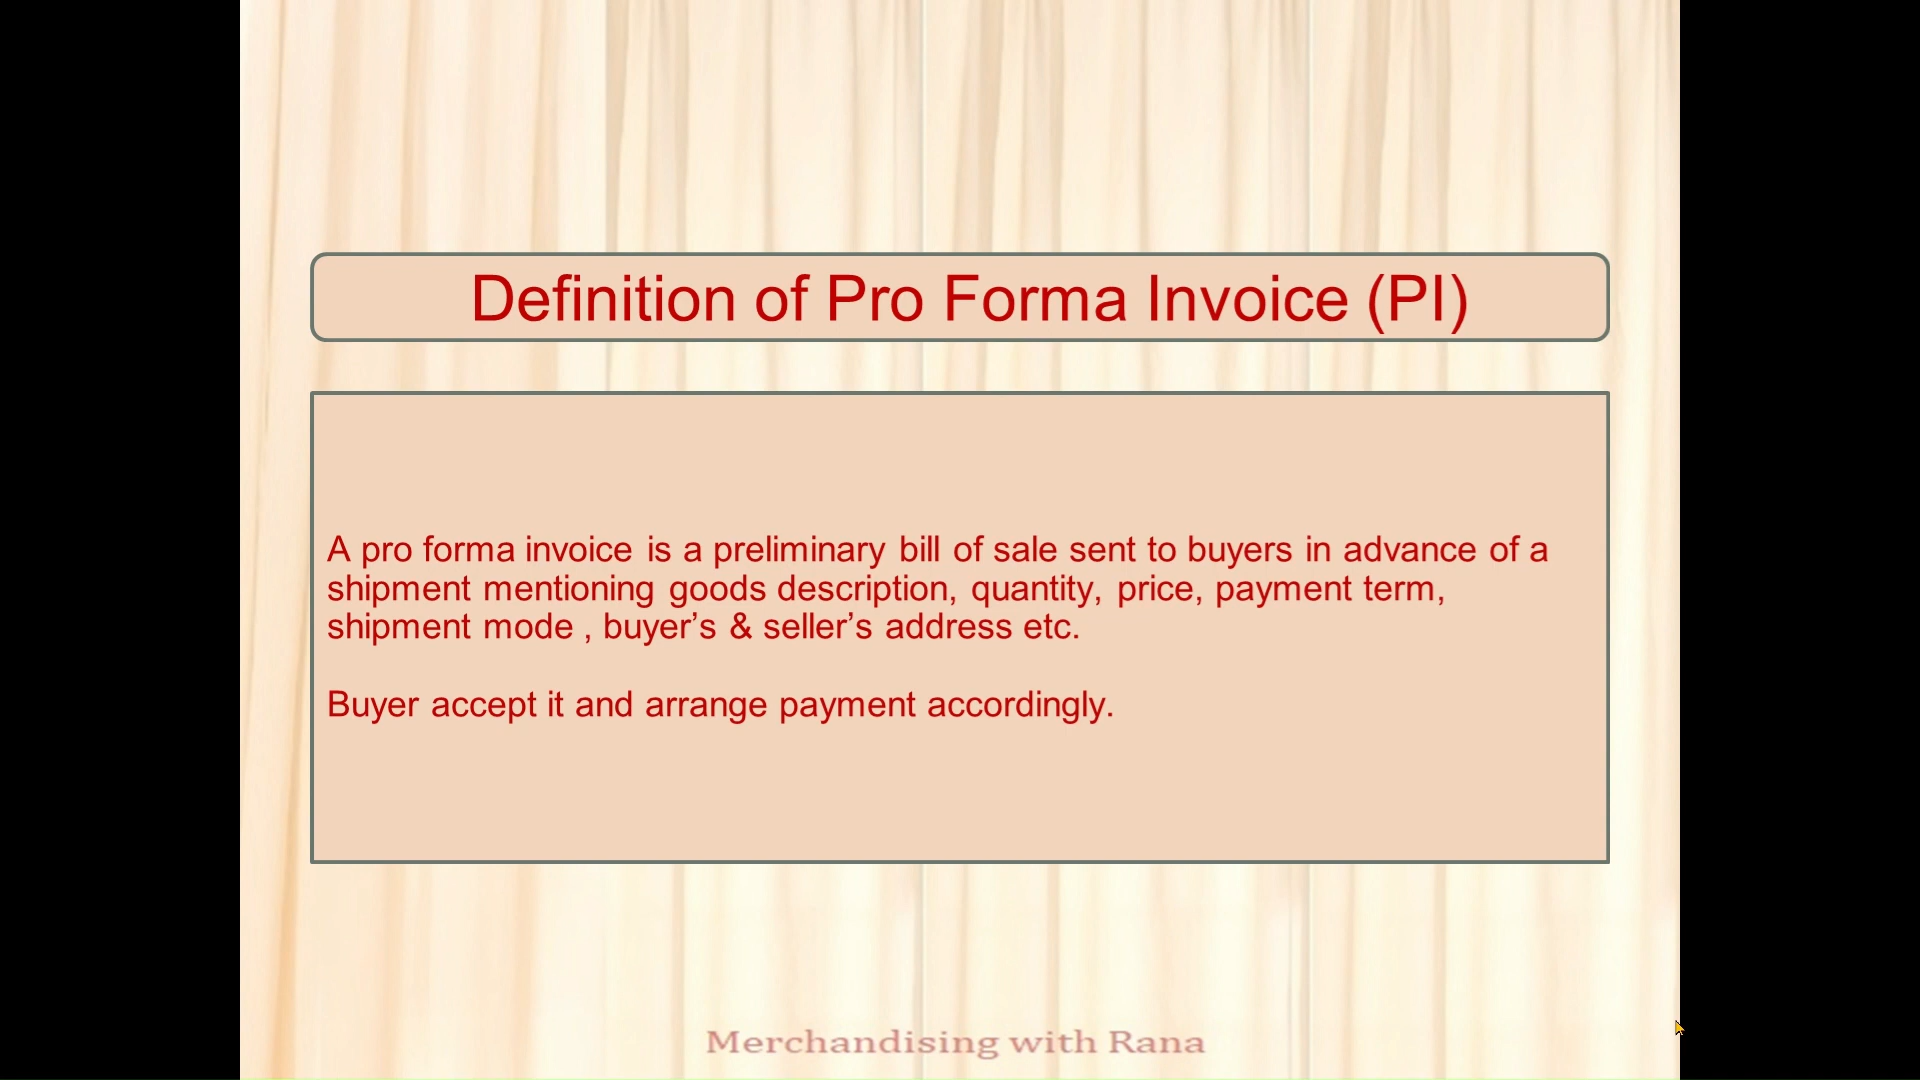 Definition of Pro Forma Invoice (PI)
A pro forma invoice is a preliminary bill of sale sent to buyers in advance of a
shipment mentioning goods description, quantity, price, payment term,
shipment mode , buyer’s & seller’s address etc.
Buyer accept it and arrange payment accordingly.
Merchandising with Rana